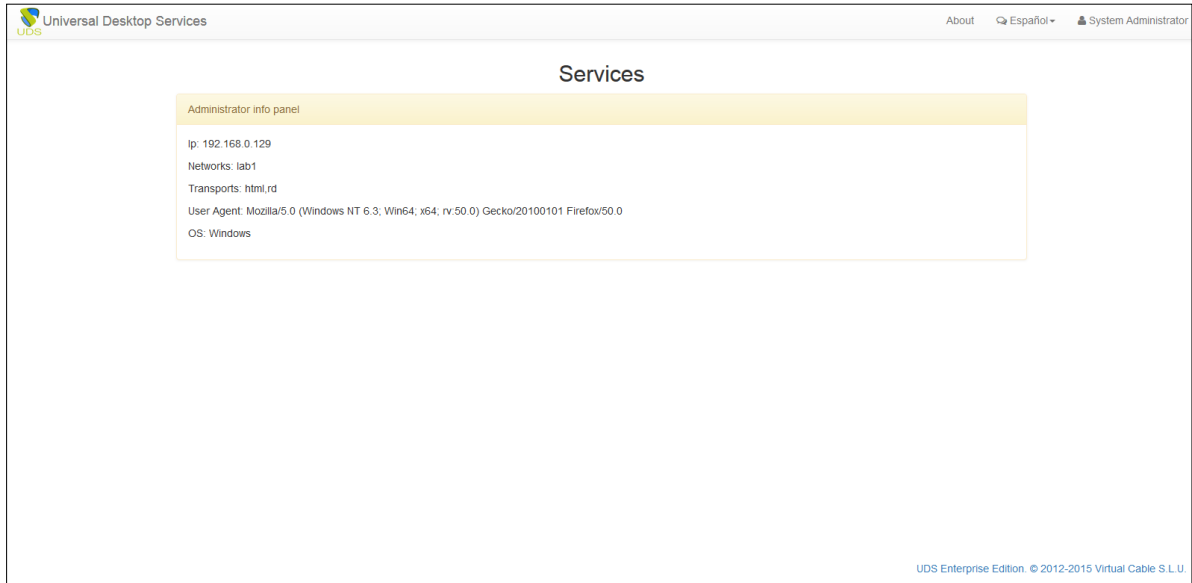 UDS
Universal Desktop Services
About
Español
System Administrator
Services
Administrator info panel
Ip: 192.168.0.129
Networks: lab1
Transports: html,rd
User Agent: Mozilla/5.0 (Windows NT 6.3; Win64; x64; rv:50.0) Gecko/20100101 Firefox/50.0
OS: Windows
UDS Enterprise Edition. © 2012-2015 Virtual Cable S.L.U.